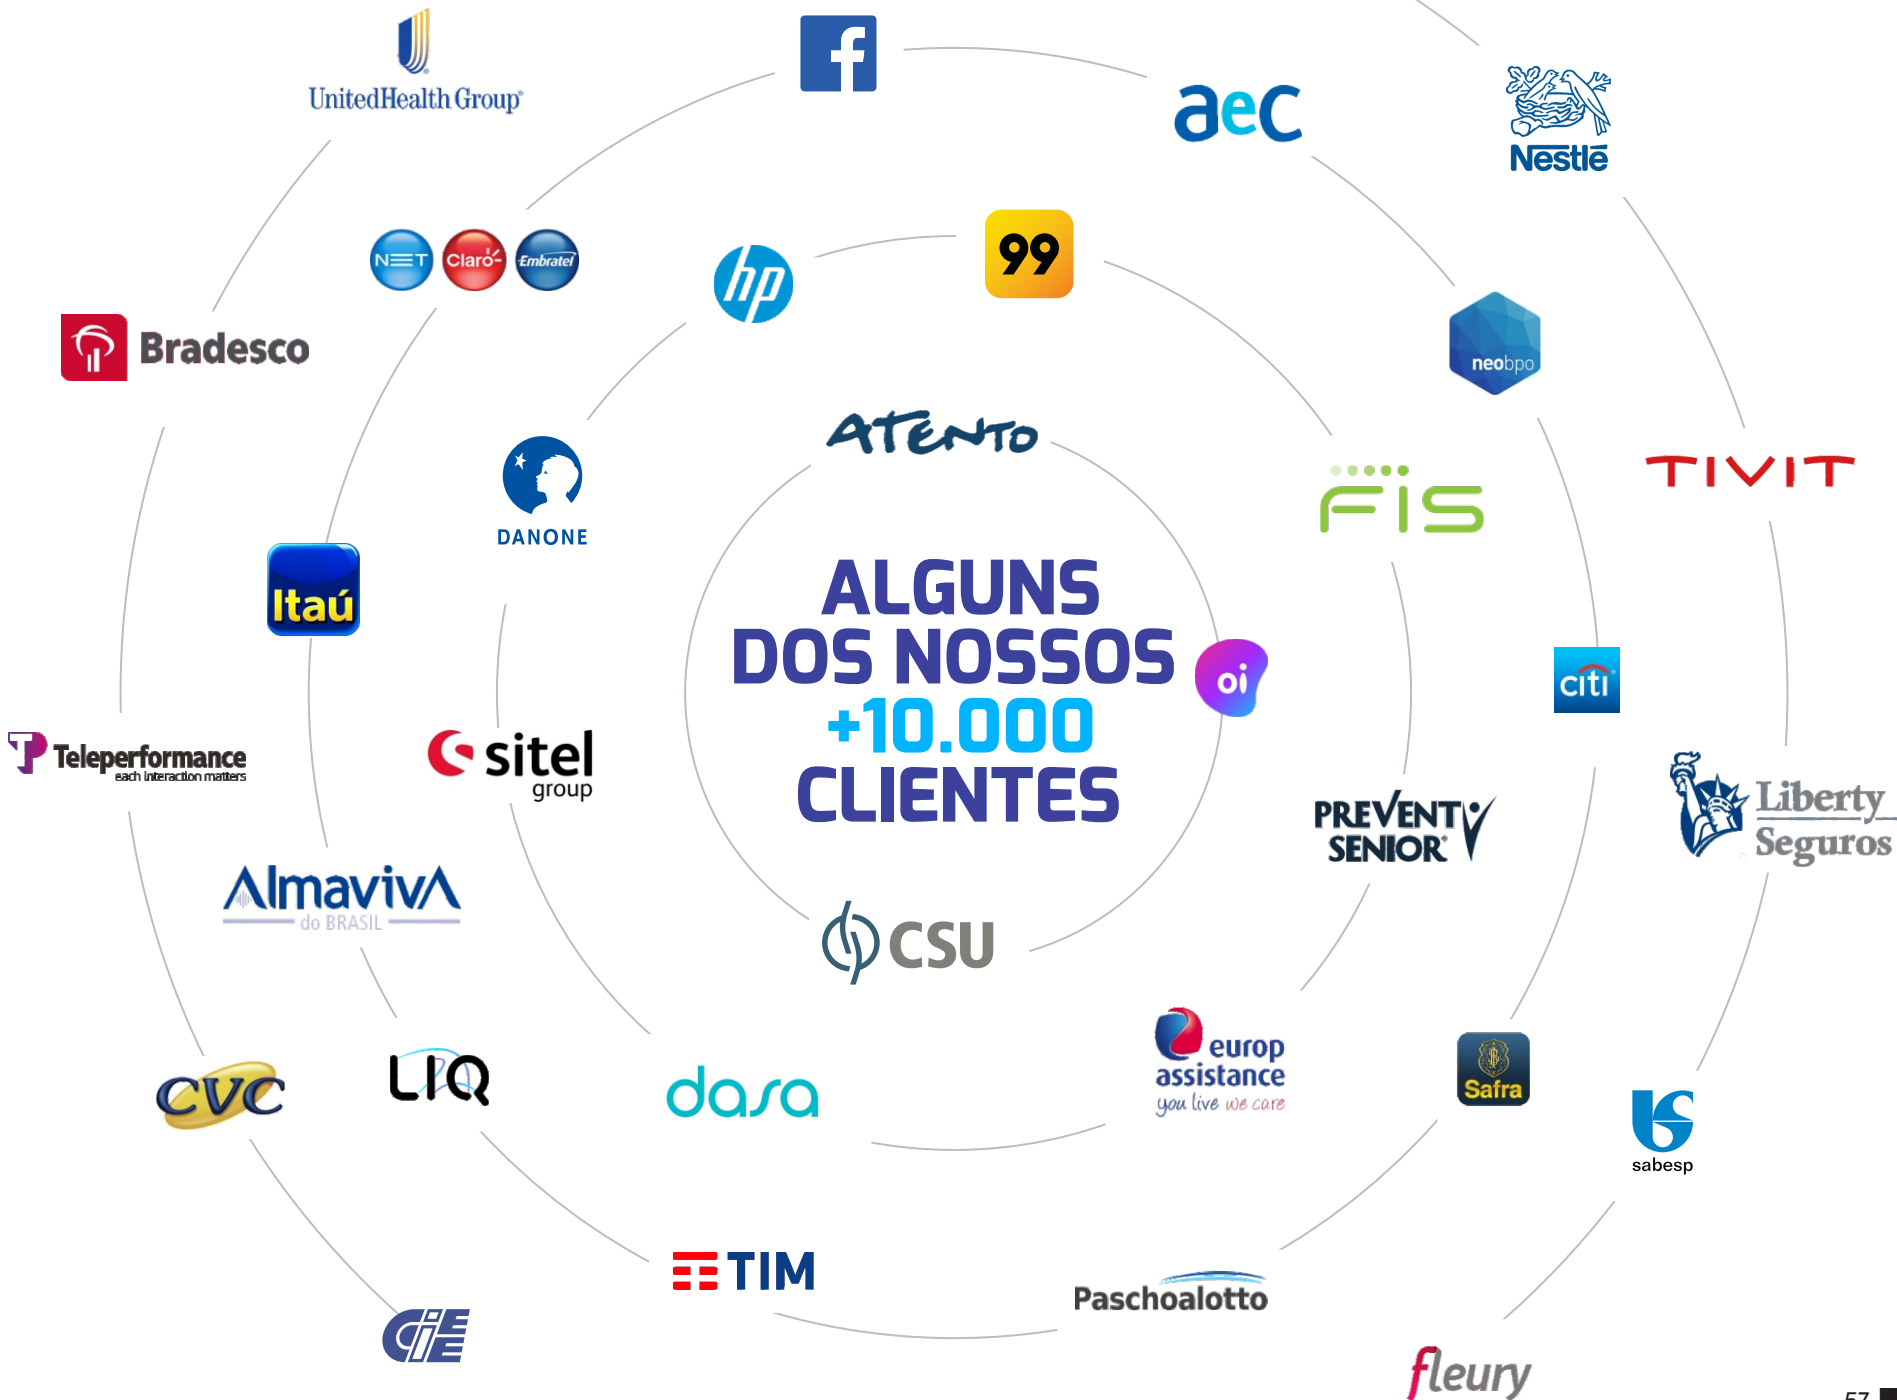 UnitedHealth Group®
f
aec
Nestlé
NET
Claro
Embratel
hp
99
Bradesco
neobpo
ATENTO
TIVIT
FIS
DANONE
Itaú
ALGUNS
DOS NOSSOS
+10.000
CLIENTES
oi
citi
Teleperformance
each interaction matters
sitel
group
PREVENT
SENIOR
Liberty
Seguros
AlmavivA
do BRASIL
CSU
europ
assistance
you live we care
Safra
CVC
LIQ
dasa
sabesp
TIM
Paschoalotto
CIEE
fleury
57